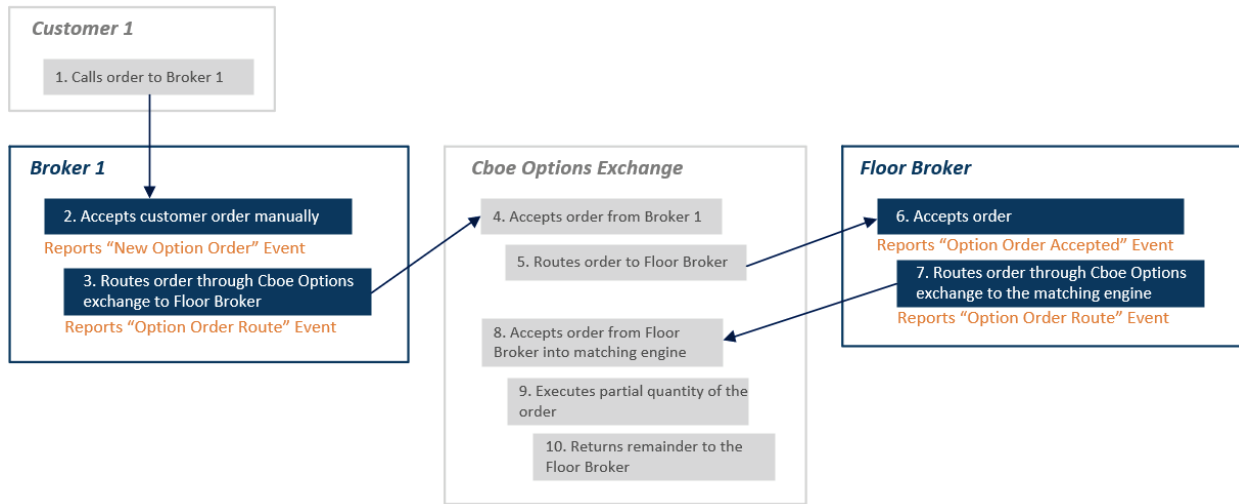 Customer 1
1. Calls order to Broker 1
Broker 1
2. Accepts customer order manually
Reports “New Option Order” Event
3. Routes order through Cboe Options
exchange to Floor Broker
Reports “Option Order Route” Event
Cboe Options Exchange
4. Accepts order from Broker 1
5. Routes order to Floor Broker
8. Accepts order from Floor
Broker into matching engine
9. Executes partial quantity of the
order
10. Returns remainder to the
Floor Broker
Floor Broker
6. Accepts order
Reports “Option Order Accepted” Event
7. Routes order through Cboe Options
exchange to the matching engine
Reports “Option Order Route” Event